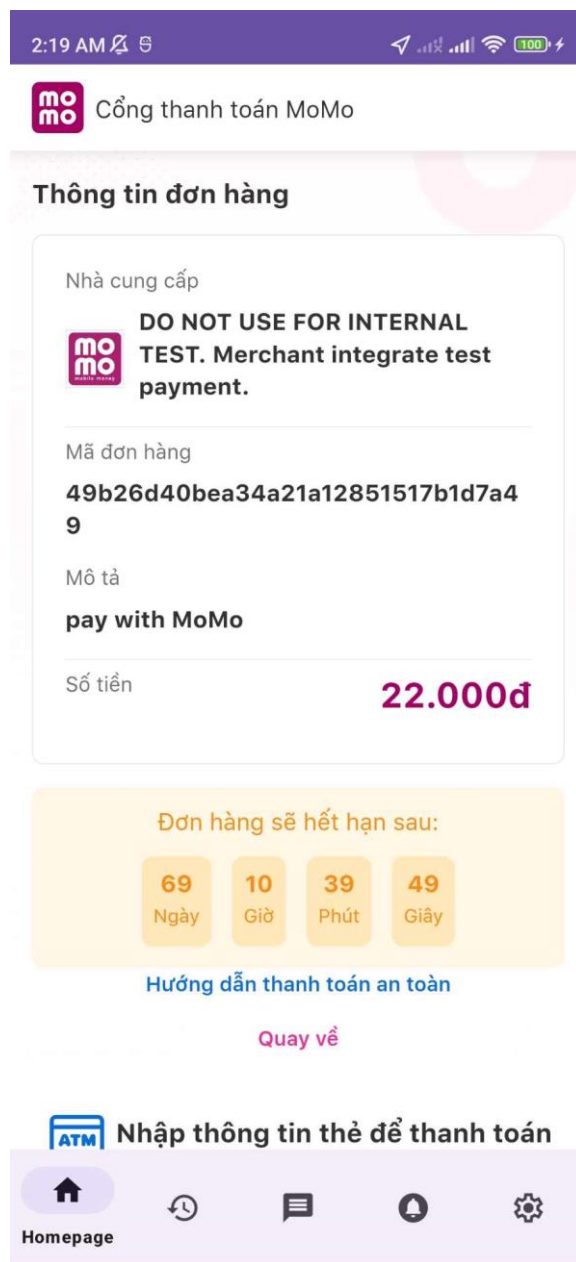 2:19 AM
100
mo
mo
Cổng thanh toán MoMo
Thông tin đơn hàng
Nhà cung cấp
mo
mo
mobile money
DO NOT USE FOR INTERNAL
TEST. Merchant integrate test
payment.
Mã đơn hàng
49b26d40bea34a21a12851517b1d7a4
9
Mô tả
pay with MoMo
Số tiền
22.000đ
Đơn hàng sẽ hết hạn sau:
69 10 39 49
Ngày Giờ Phút Giây
Hướng dẫn thanh toán an toàn
Quay về
ATM Nhập thông tin thẻ để thanh toán
Homepage